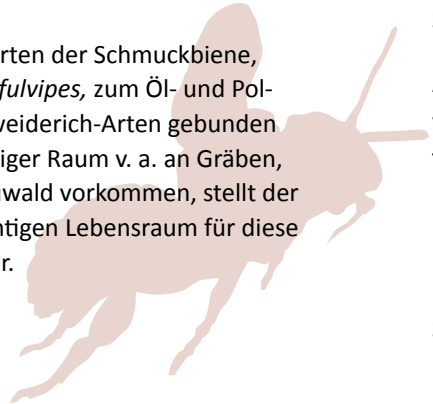 rten der Schmuckbiene,
fulvipes, zum Öl- und Pol-
weiderich-Arten gebunden
iger Raum v. a. an Gräben,
wald vorkommen, stellt der
htigen Lebensraum für diese
r.